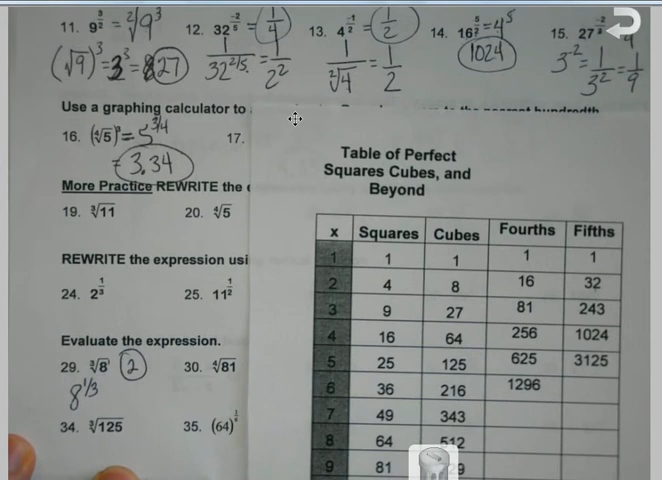 11. 9^(3/2) = ²√9³
12. 32^(-2/5) = 1/4
13. 4^(-1/2) = 1/2
14. 16^(5/2) = 4⁵
15. 27^(-2/3)
(√9)³ = 3³ = 27
1/32^(2/5) = 1/2²
1/²√4 = 1/2
1024
3⁻² = 1/3² = 1/9
Use a graphing calculator to
nearest hundredth
16. (⁴√5)³ = 5^(3/4)
17.
= 3.34
More Practice REWRITE the
19. ³√11
20. ⁴√5
REWRITE the expression usi
24. 2^(1/3)
25. 11^(1/2)
Evaluate the expression.
29. ³√8 2
30. ⁴√81
8^(1/3)
34. ³√125
35. (64)
Table of Perfect
Squares Cubes, and
Beyond
x Squares Cubes Fourths Fifths
1 1 1 1 1
2 4 8 16 32
3 9 27 81 243
4 16 64 256 1024
5 25 125 625 3125
6 36 216 1296
7 49 343
8 64 512
9 81